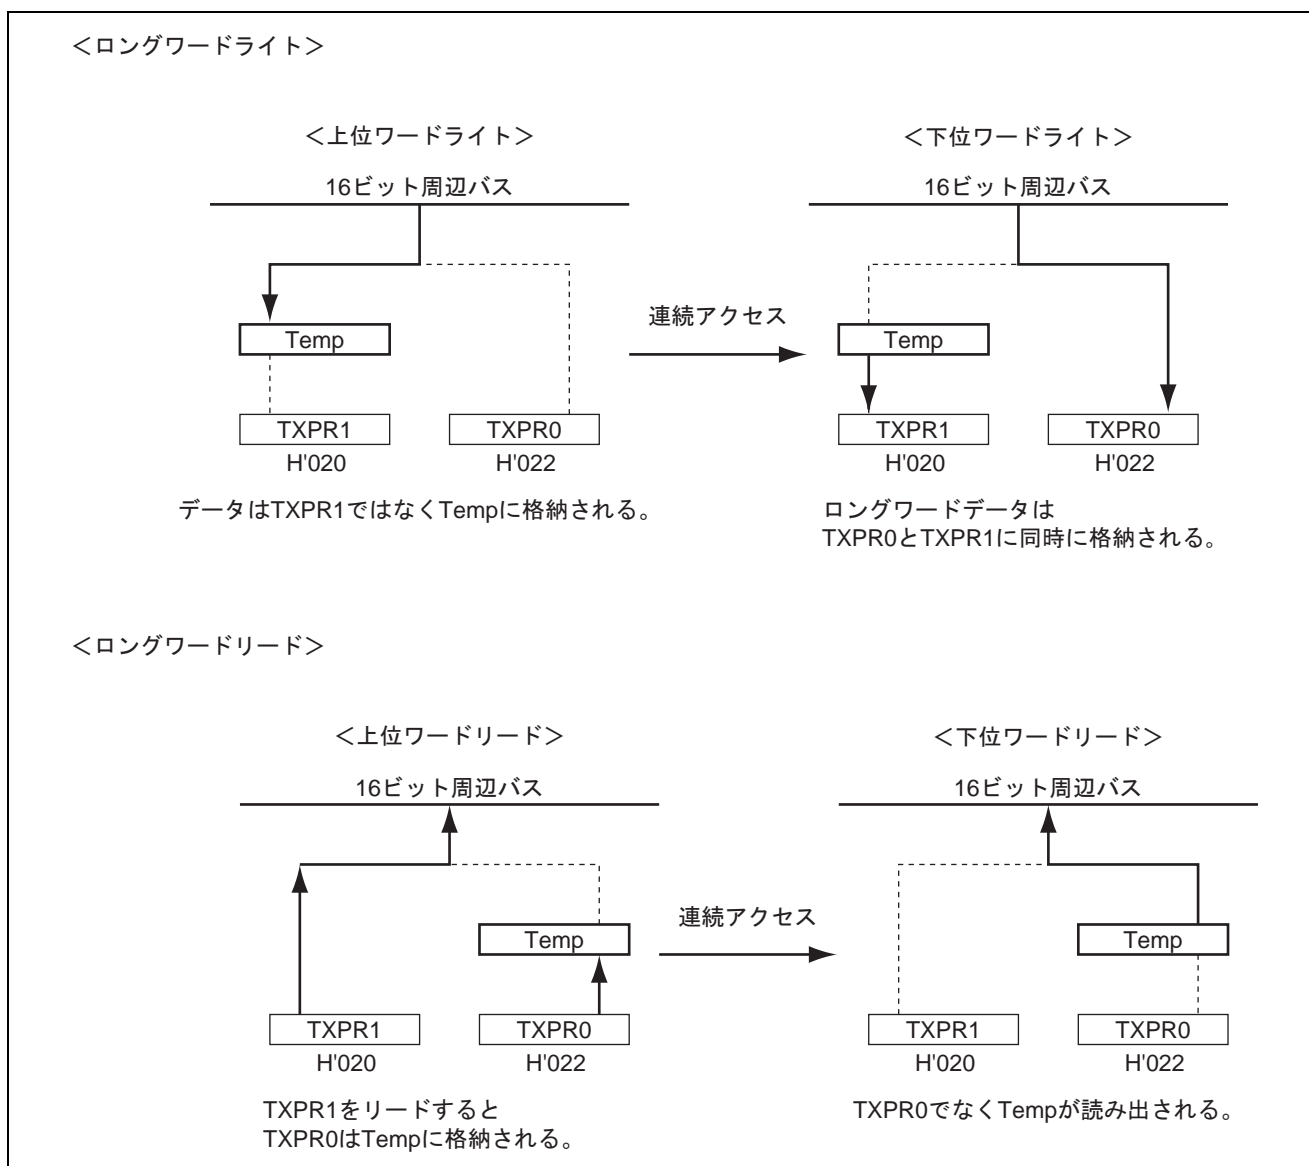 ＜ロングワードライト＞
＜上位ワードライト＞
＜下位ワードライト＞
16ビット周辺バス
16ビット周辺バス
連続アクセス
Temp
Temp
TXPR1
TXPR0
TXPR1
TXPR0
H'020
H'022
H'020
H'022
データはTXPR1ではなくTempに格納される。
ロングワードデータは
TXPR0とTXPR1に同時に格納される。
＜ロングワードリード＞
＜上位ワードリード＞
＜下位ワードリード＞
16ビット周辺バス
16ビット周辺バス
連続アクセス
Temp
Temp
TXPR1
TXPR0
TXPR1
TXPR0
H'020
H'022
H'020
H'022
TXPR1をリードすると
TXPR0はTempに格納される。
TXPR0でなくTempが読み出される。